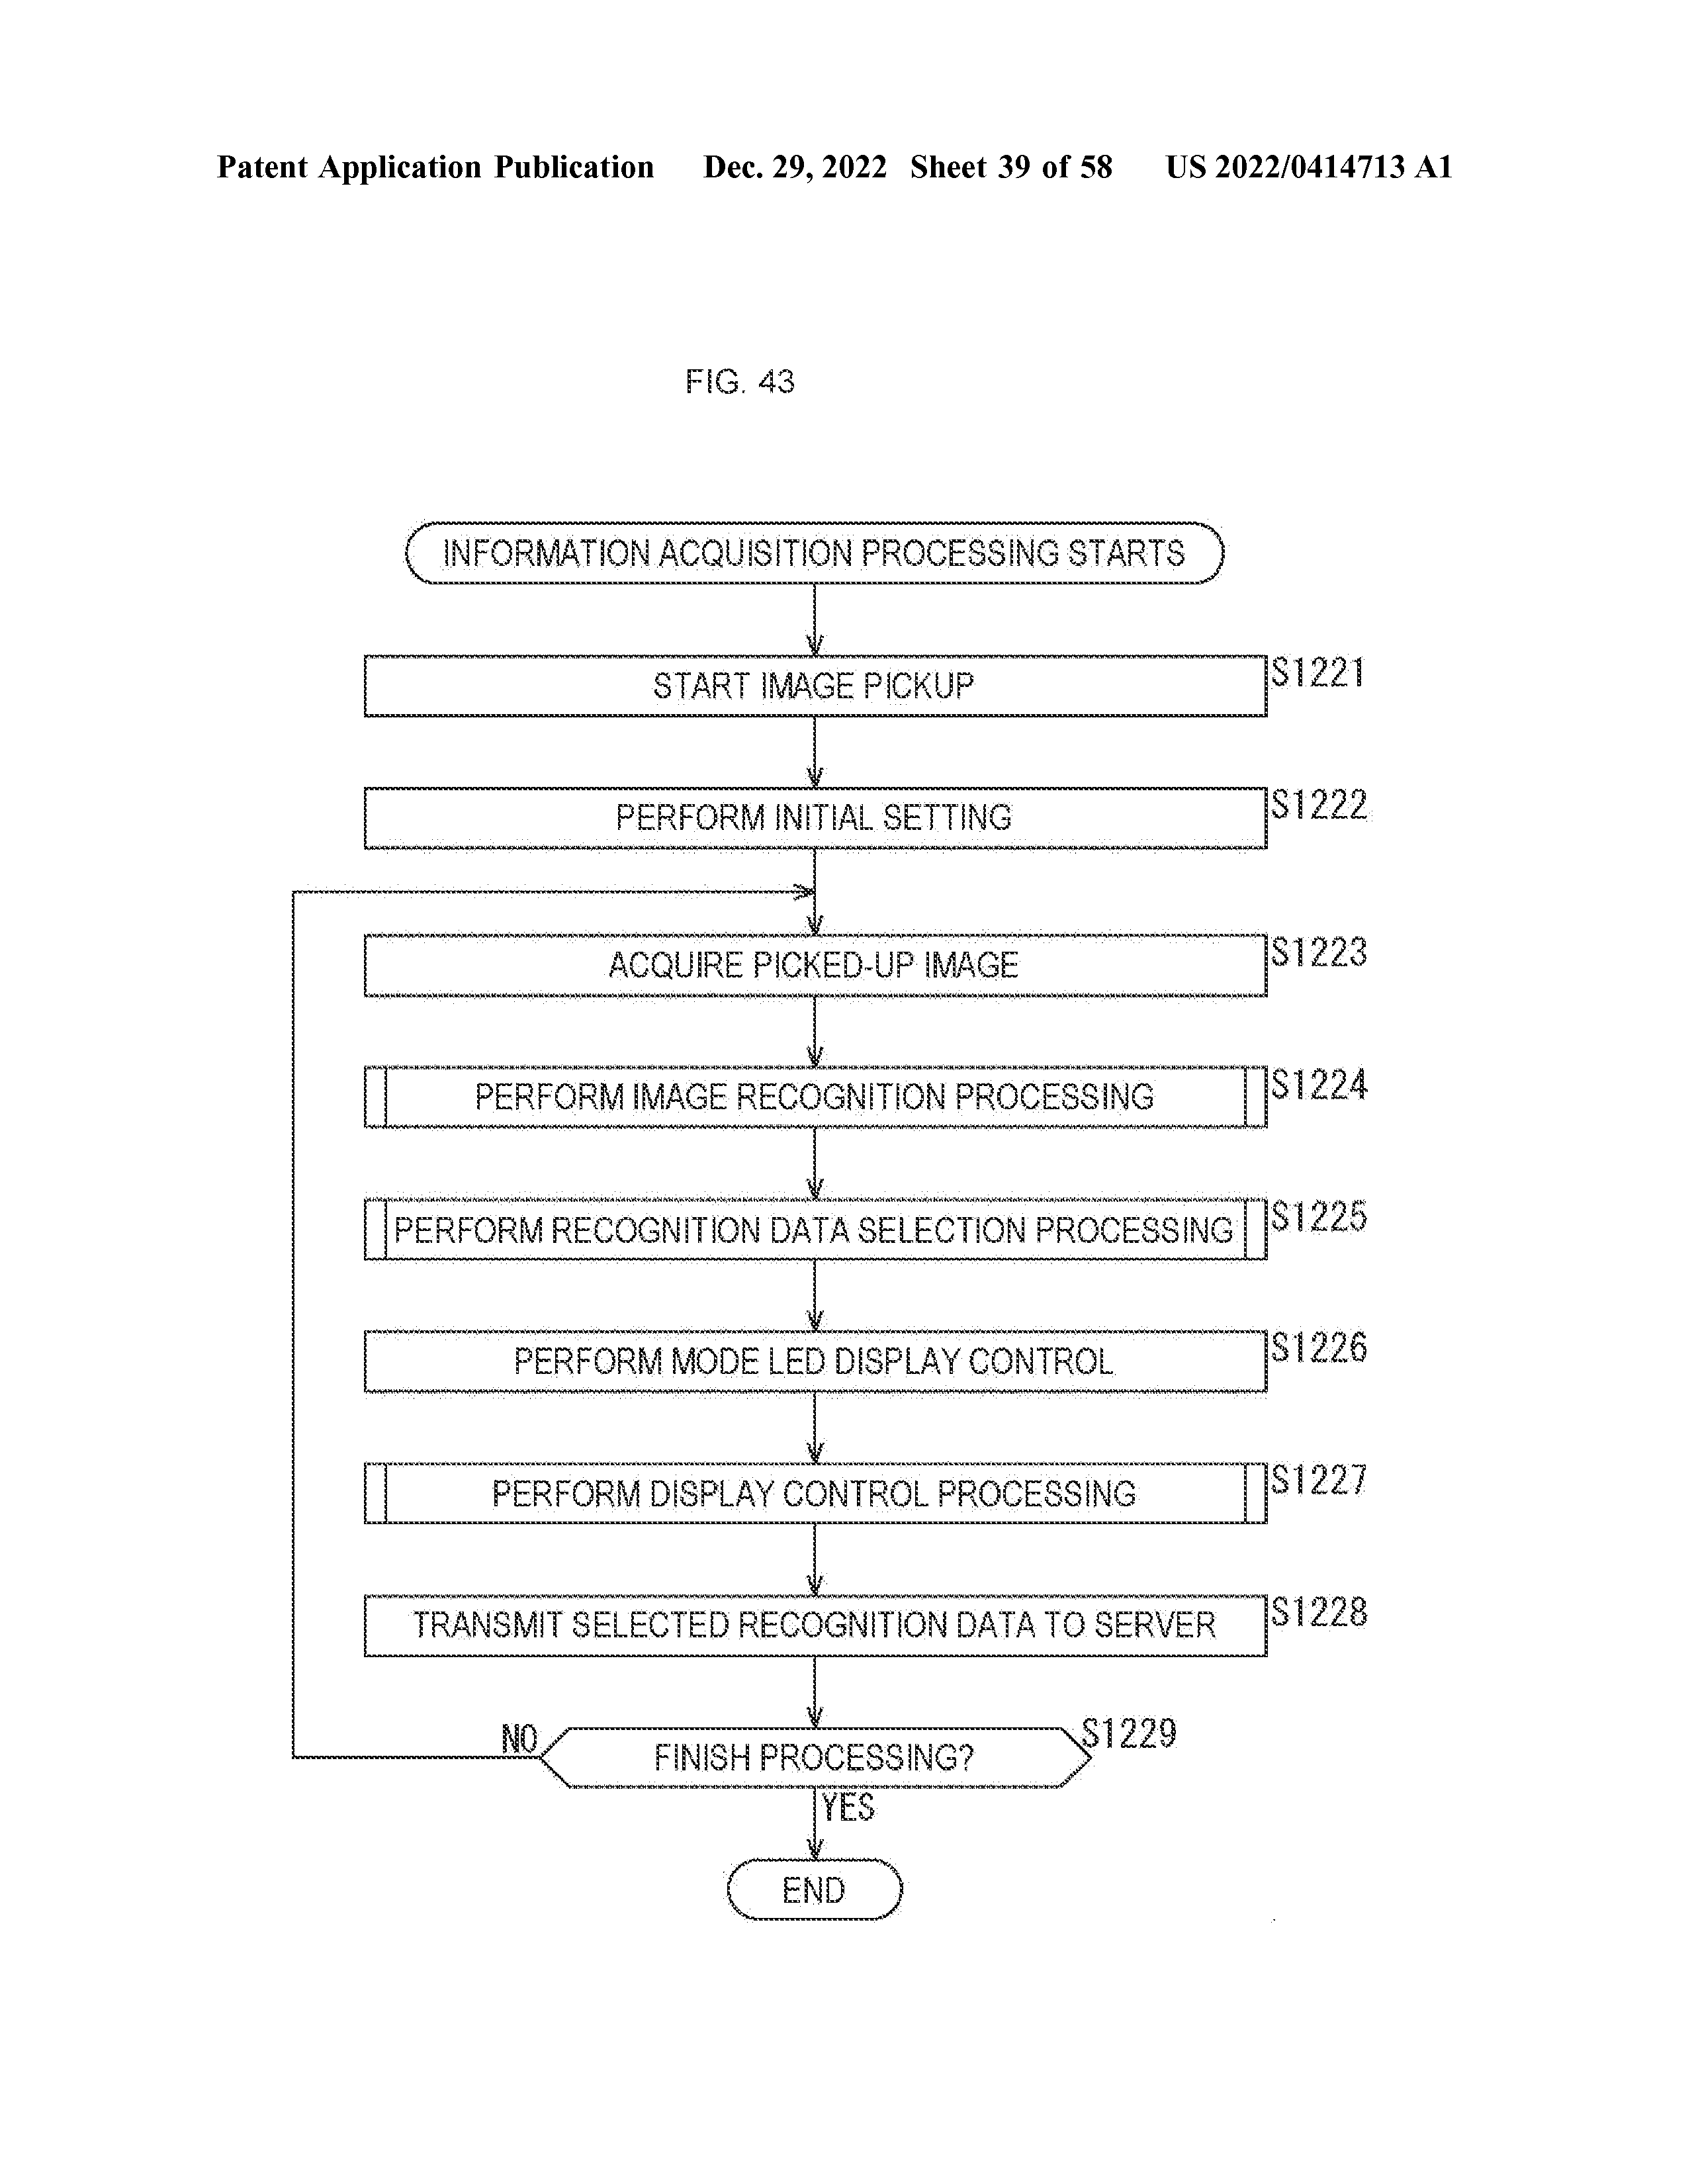 Patent Application Publication Dec. 29, 2022 Sheet 39 of 58 US 2022/0414713 A1
FIG. 43
INFORMATION ACQUISITION PROCESSING STARTS
START IMAGE PICKUP S1221
PERFORM INITIAL SETTING S1222
ACQUIRE PICKED-UP IMAGE S1223
PERFORM IMAGE RECOGNITION PROCESSING S1224
PERFORM RECOGNITION DATA SELECTION PROCESSING S1225
PERFORM MODE LED DISPLAY CONTROL S1226
PERFORM DISPLAY CONTROL PROCESSING S1227
TRANSMIT SELECTED RECOGNITION DATA TO SERVER S1228
NO FINISH PROCESSING? S1229
YES
END